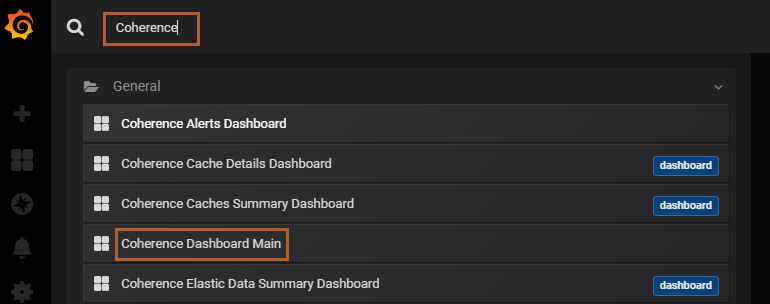 Coherence
General
Coherence Alerts Dashboard
Coherence Cache Details Dashboard dashboard
Coherence Caches Summary Dashboard dashboard
Coherence Dashboard Main
Coherence Elastic Data Summary Dashboard dashboard